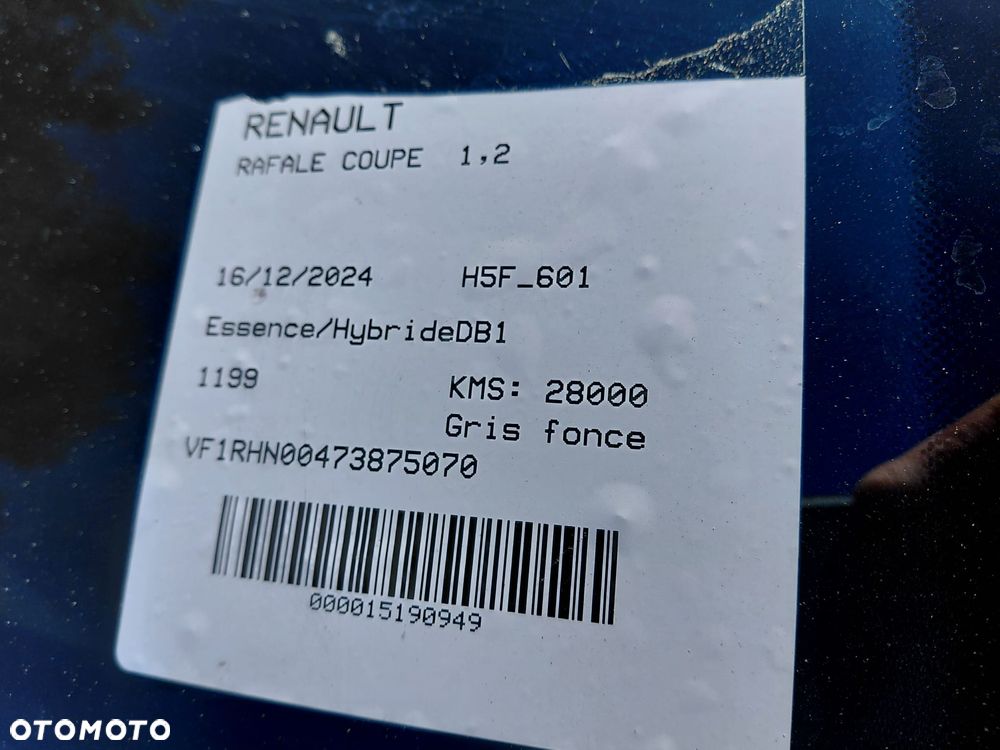 RENAULT
RAFALE COUPE 1,2
16/12/2024 H5F_601
Essence/HybrideDB1
1199 KMS: 28000
Gris fonce
VF1RHN00473875070
000015190949
OTOMOTO